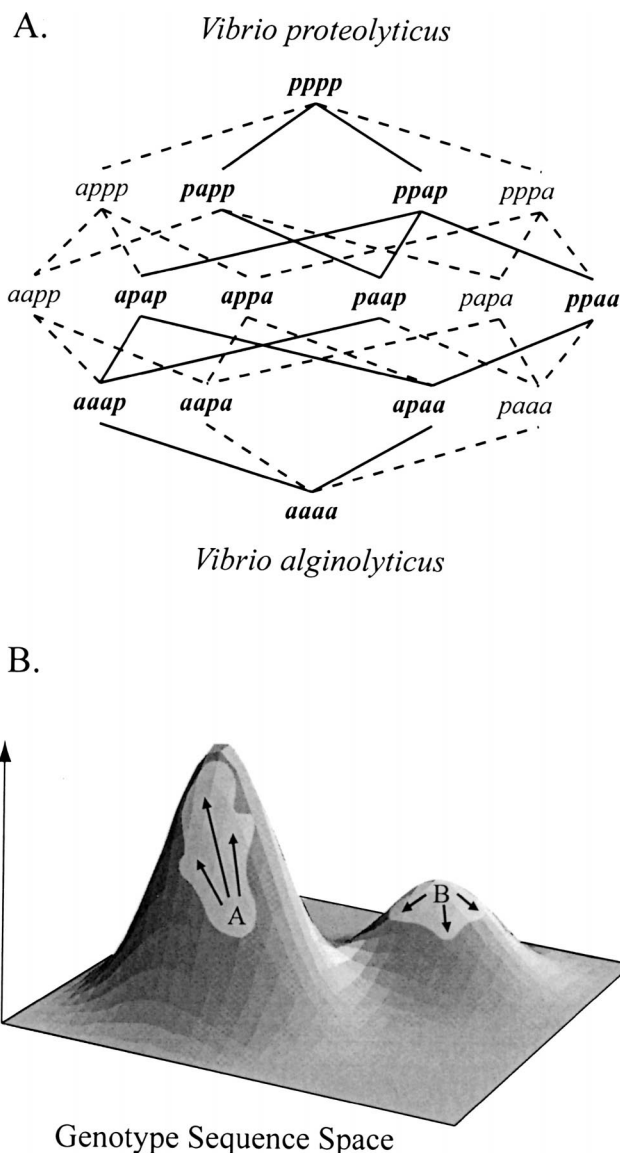 A.
Vibrio proteolyticus
pppp
appp papp ppap pppa
aapp apap appa paap papa ppaa
aaap aapa apaa paaa
aaaa
Vibrio alginolyticus
B.
A B
Genotype Sequence Space